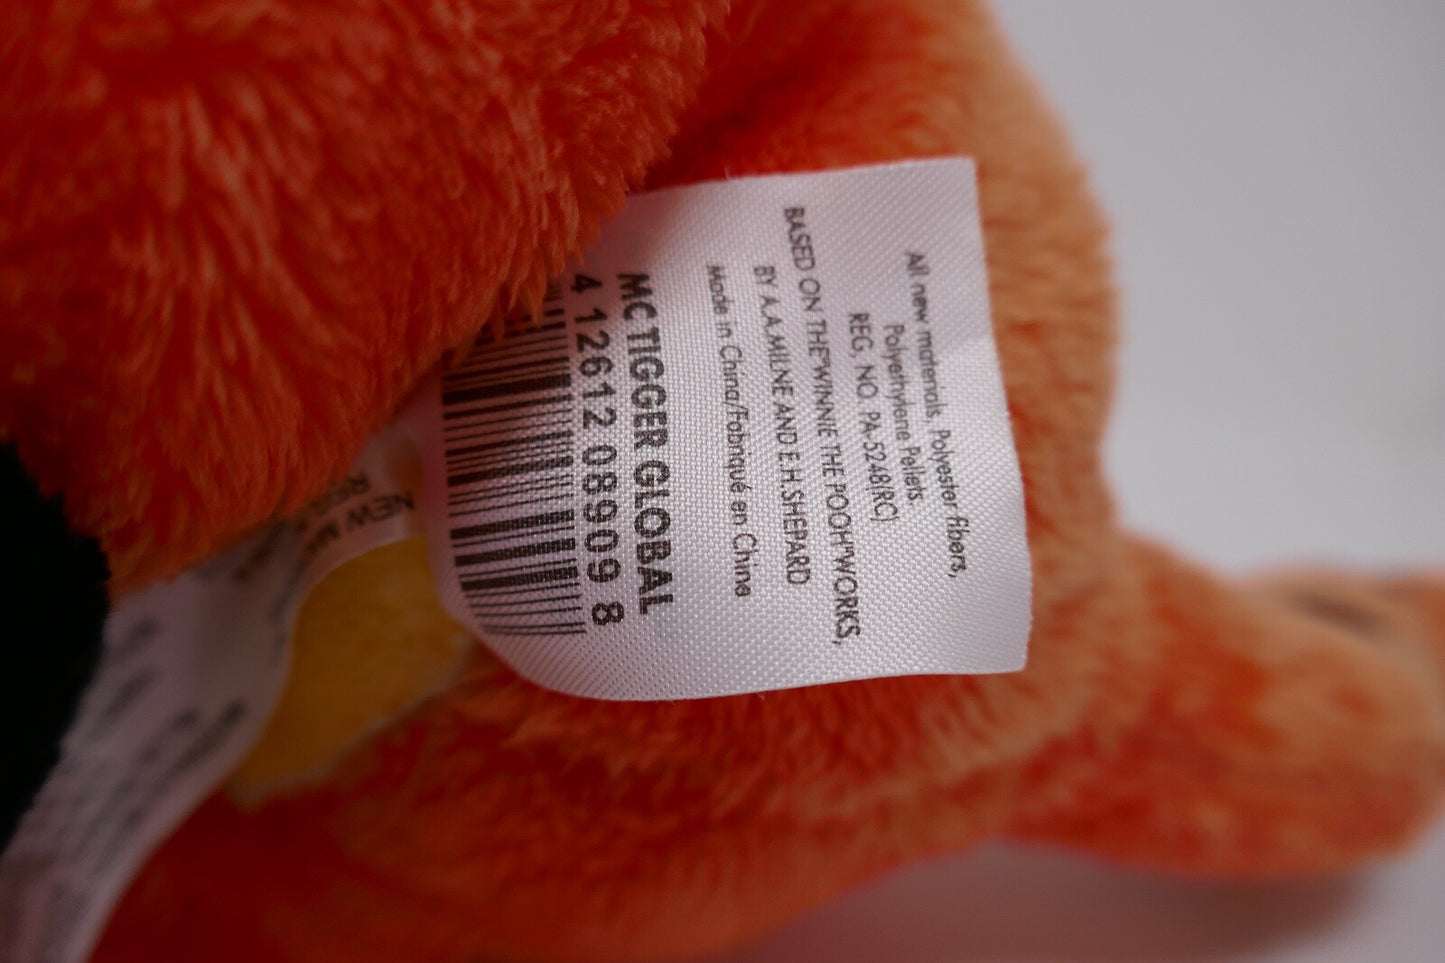 All new materials, Polyester fibers,
Polyethylene Pellets.
REG. NO. PA-5248(RC)
BASED ON THE"WINNIE THE POOH"WORKS,
BY A.A.MILNE AND E.H.SHEPARD
Made in China/Fabriqué en Chine
MC TIGGER GLOBAL
4 12612 08909 8
NEW